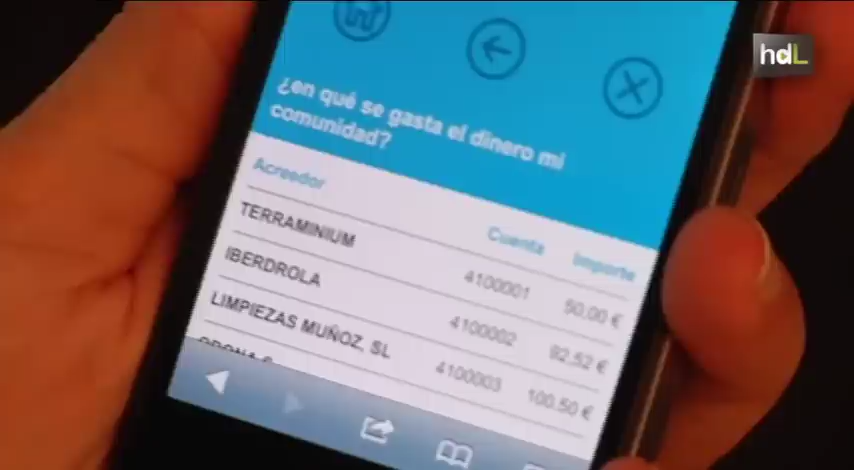 hdL
¿en qué se gasta el dinero mi
comunidad?
Acreedor Cuenta Importe
TERRAMINIUM 4100001 50.00 €
IBERDROLA 4100002 92.52 €
LIMPIEZAS MUÑOZ, SL 4100003 100.50 €